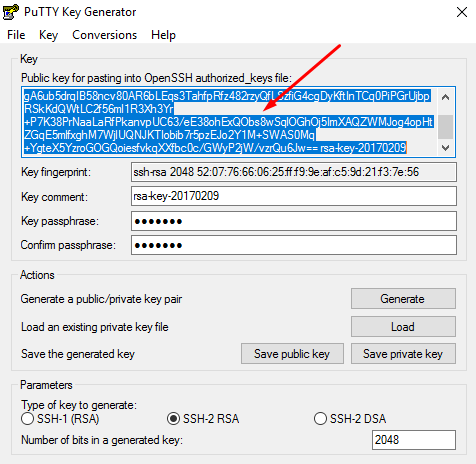 PuTTY Key Generator
File Key Conversions Help
Key
Public key for pasting into OpenSSH authorized_keys file:
RSkKdQWtLC2f56ml1R3Xh3Yr
+P7K38PrNaaLaRfPkanvpUC63/eE38ohExQObs8wSqlOGhOj5lmXAQZWMJog4opHt
ZGqE5mlfxghM7WjlUQNJKTlobib7r5pzEJo2Y1M+SWAS0Mq
+YgteX5YzroGOGQoiesfvkqXXfbc0c/GWyP2jW/vzrQu6Jw== rsa-key-20170209
Key fingerprint: ssh-rsa 2048 52:07:76:66:06:25:ff:f9:9e:af:c5:9d:21:f3:7e:56
Key comment: rsa-key-20170209
Key passphrase: ●●●●●●●
Confirm passphrase: ●●●●●●●
Actions
Generate a public/private key pair Generate
Load an existing private key file Load
Save the generated key Save public key Save private key
Parameters
Type of key to generate:
SSH-1 (RSA) SSH-2 RSA SSH-2 DSA
Number of bits in a generated key: 2048